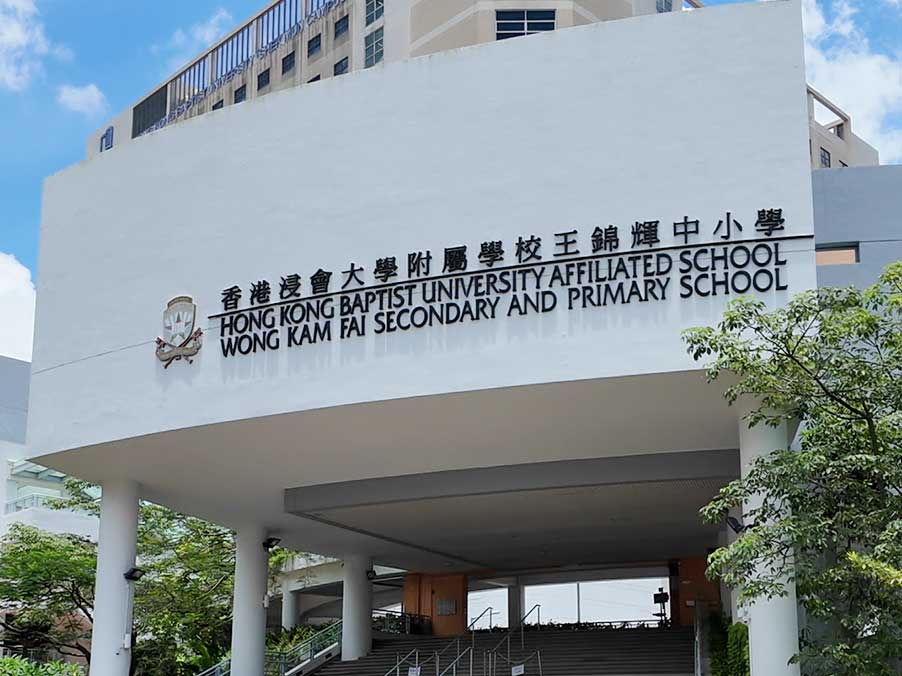 香港浸會大學附屬學校王錦輝中小學
HONG KONG BAPTIST UNIVERSITY AFFILIATED SCHOOL
WONG KAM FAI SECONDARY AND PRIMARY SCHOOL